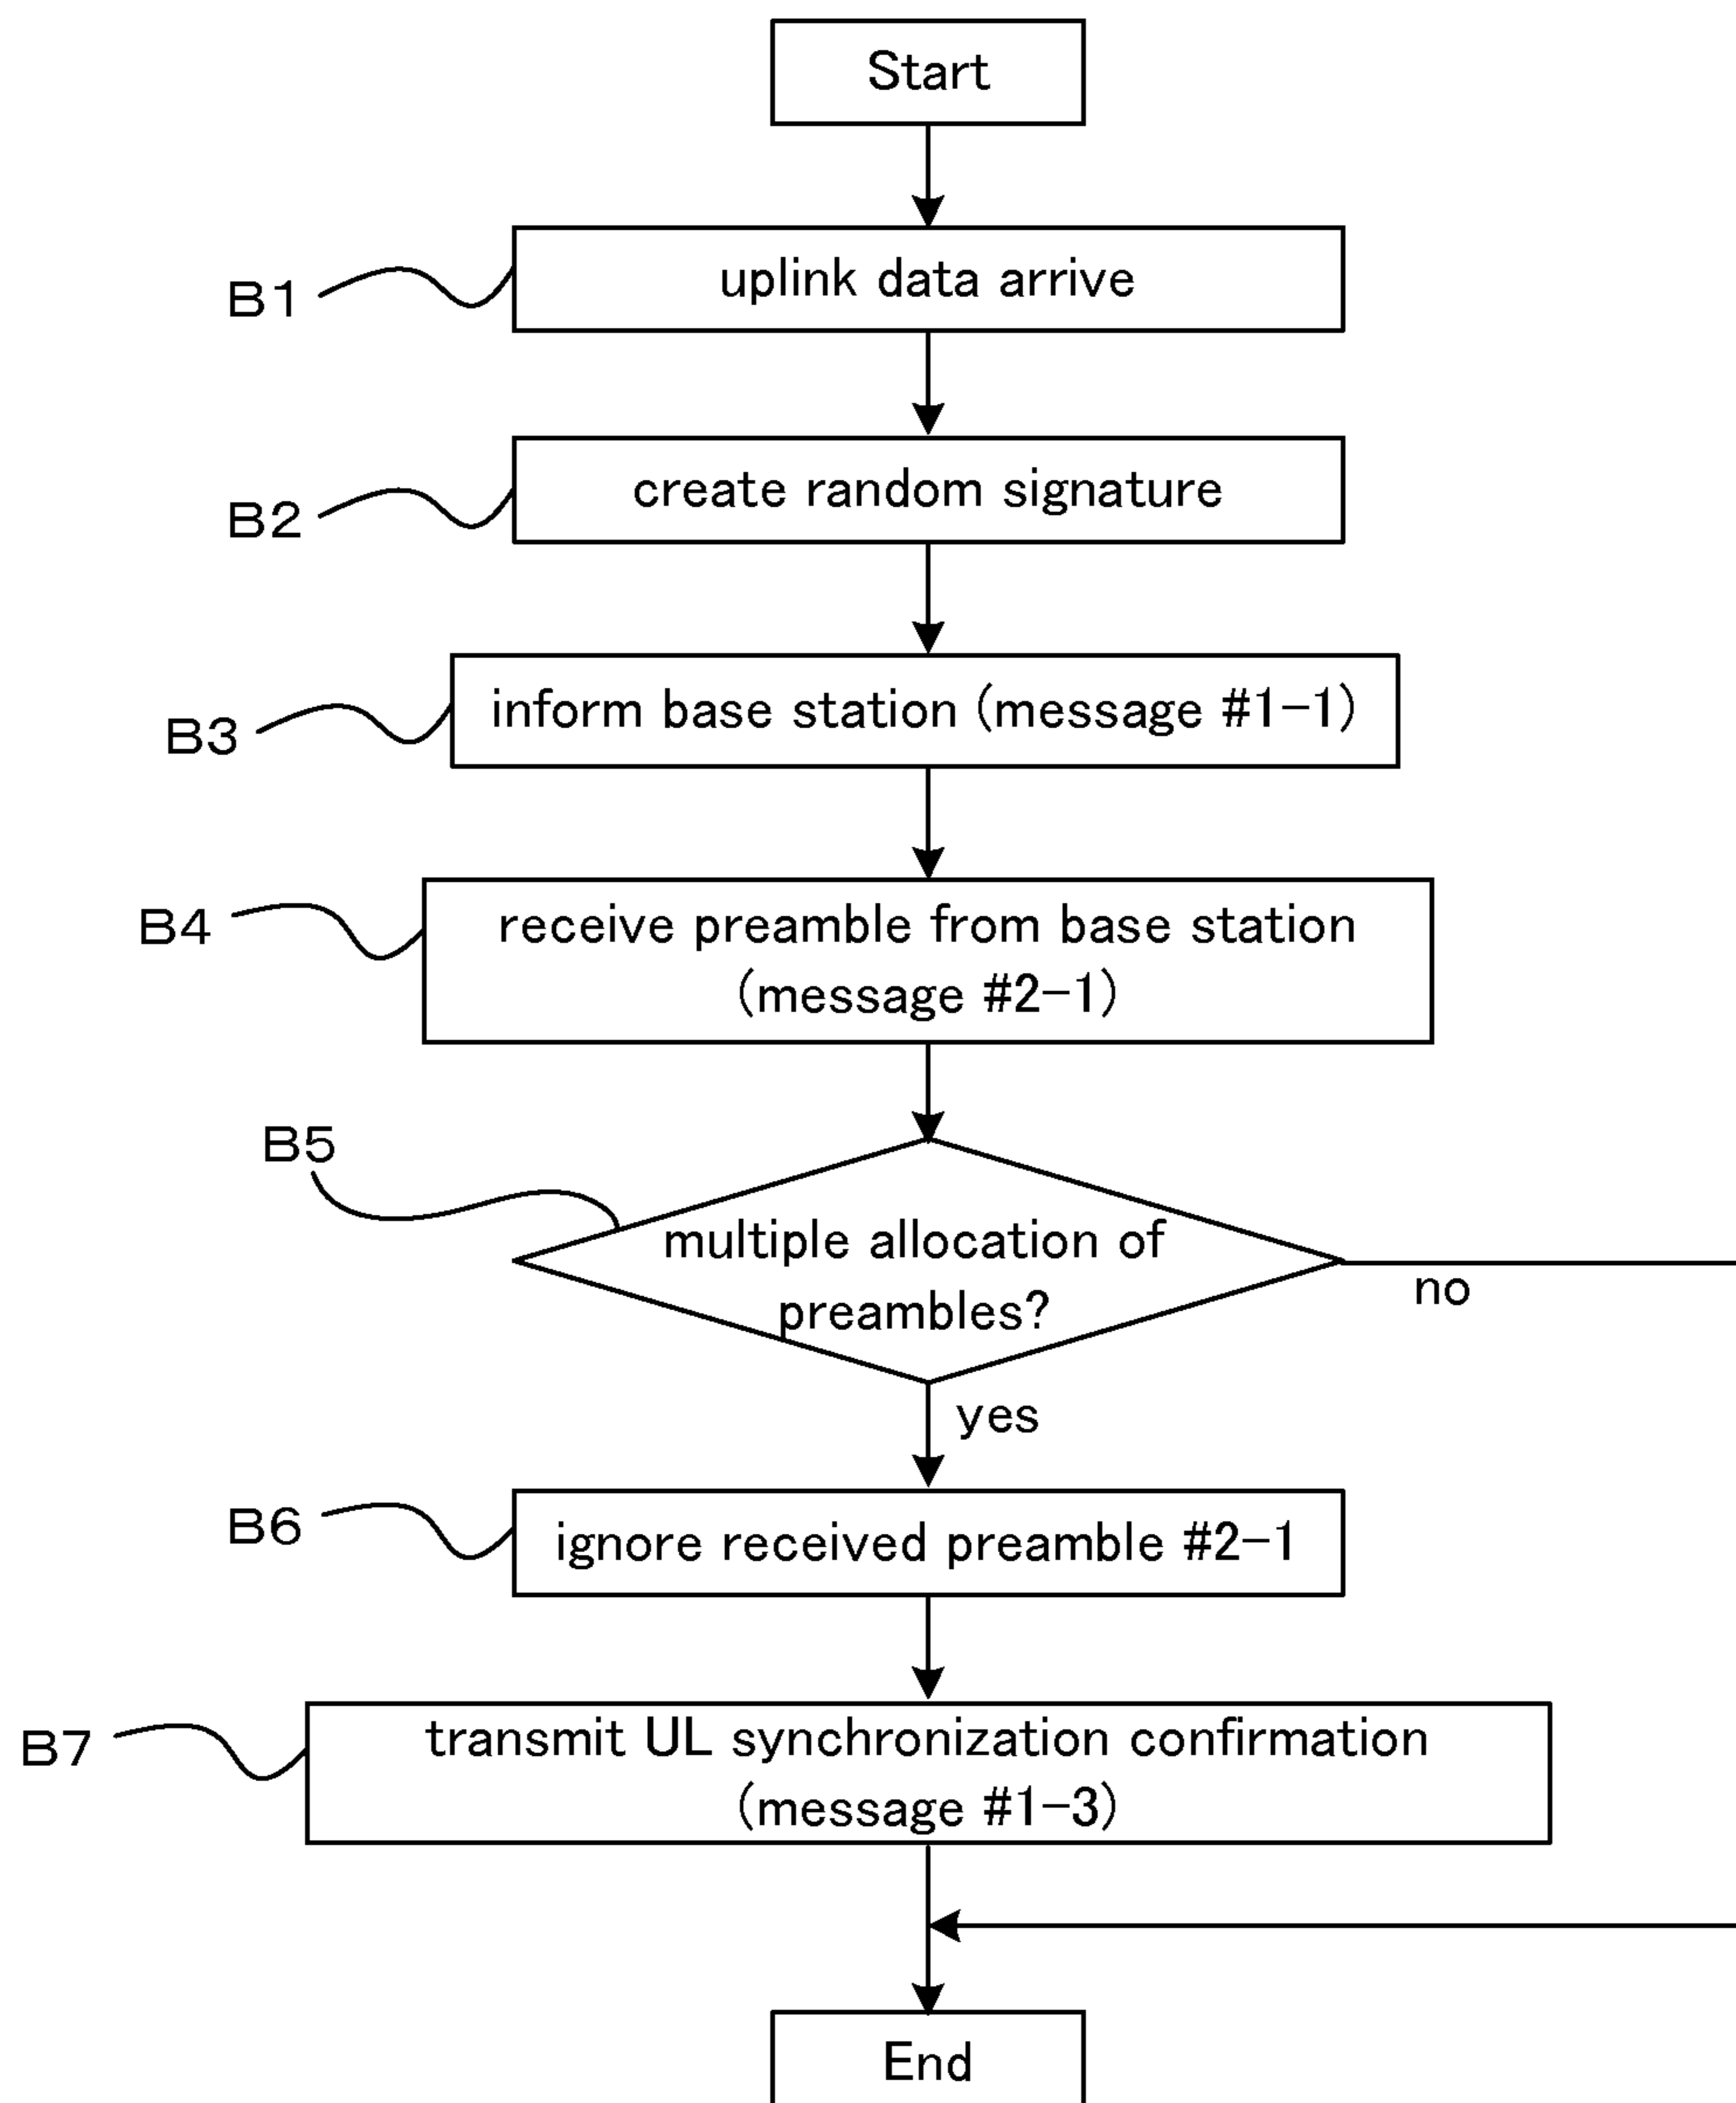 Start
B1
uplink data arrive
B2
create random signature
B3
inform base station (message #1-1)
B4
receive preamble from base station
(message #2-1)
B5
multiple allocation of
preambles?
no
yes
B6
ignore received preamble #2-1
B7
transmit UL synchronization confirmation
(message #1-3)
End